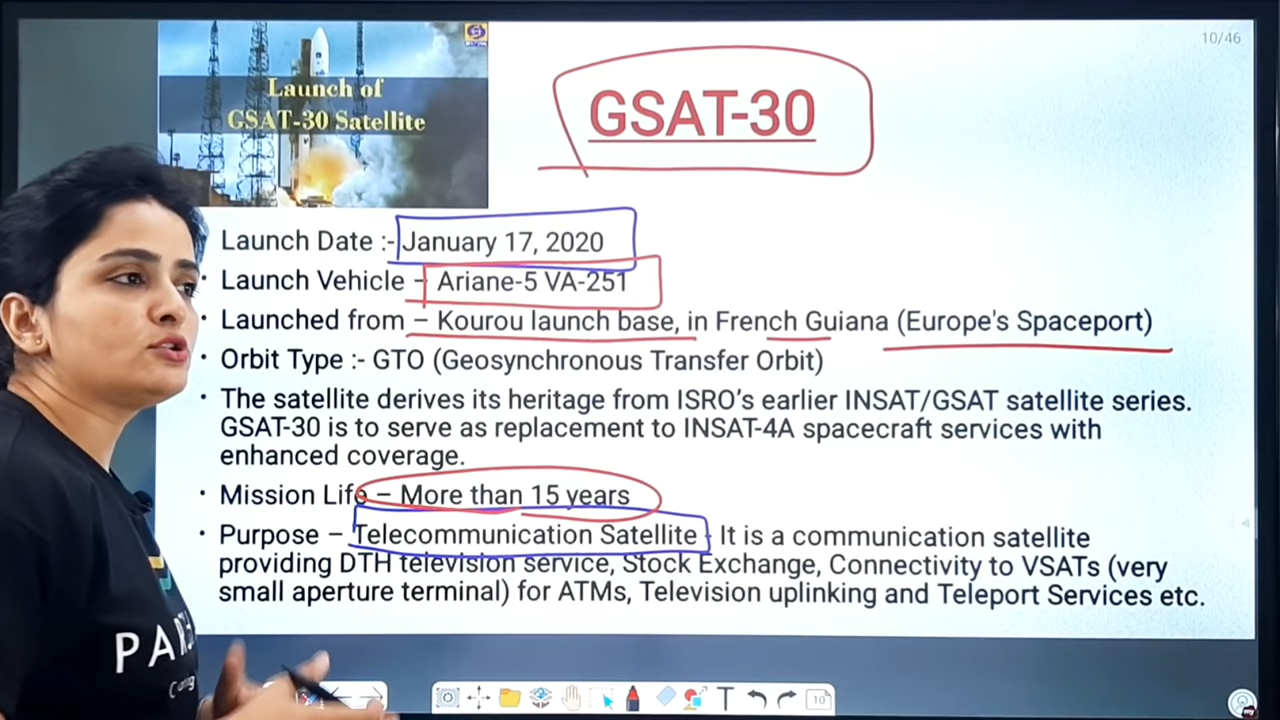 10/46
Launch of
GSAT-30 Satellite
GSAT-30
· Launch Date :- January 17, 2020
· Launch Vehicle – Ariane-5 VA-251
· Launched from – Kourou launch base, in French Guiana (Europe's Spaceport)
· Orbit Type :- GTO (Geosynchronous Transfer Orbit)
· The satellite derives its heritage from ISRO's earlier INSAT/GSAT satellite series.
GSAT-30 is to serve as replacement to INSAT-4A spacecraft services with
enhanced coverage.
· Mission Life – More than 15 years
· Purpose – Telecommunication Satellite - It is a communication satellite
providing DTH television service, Stock Exchange, Connectivity to VSATs (very
small aperture terminal) for ATMs, Television uplinking and Teleport Services etc.
PAR
T
10